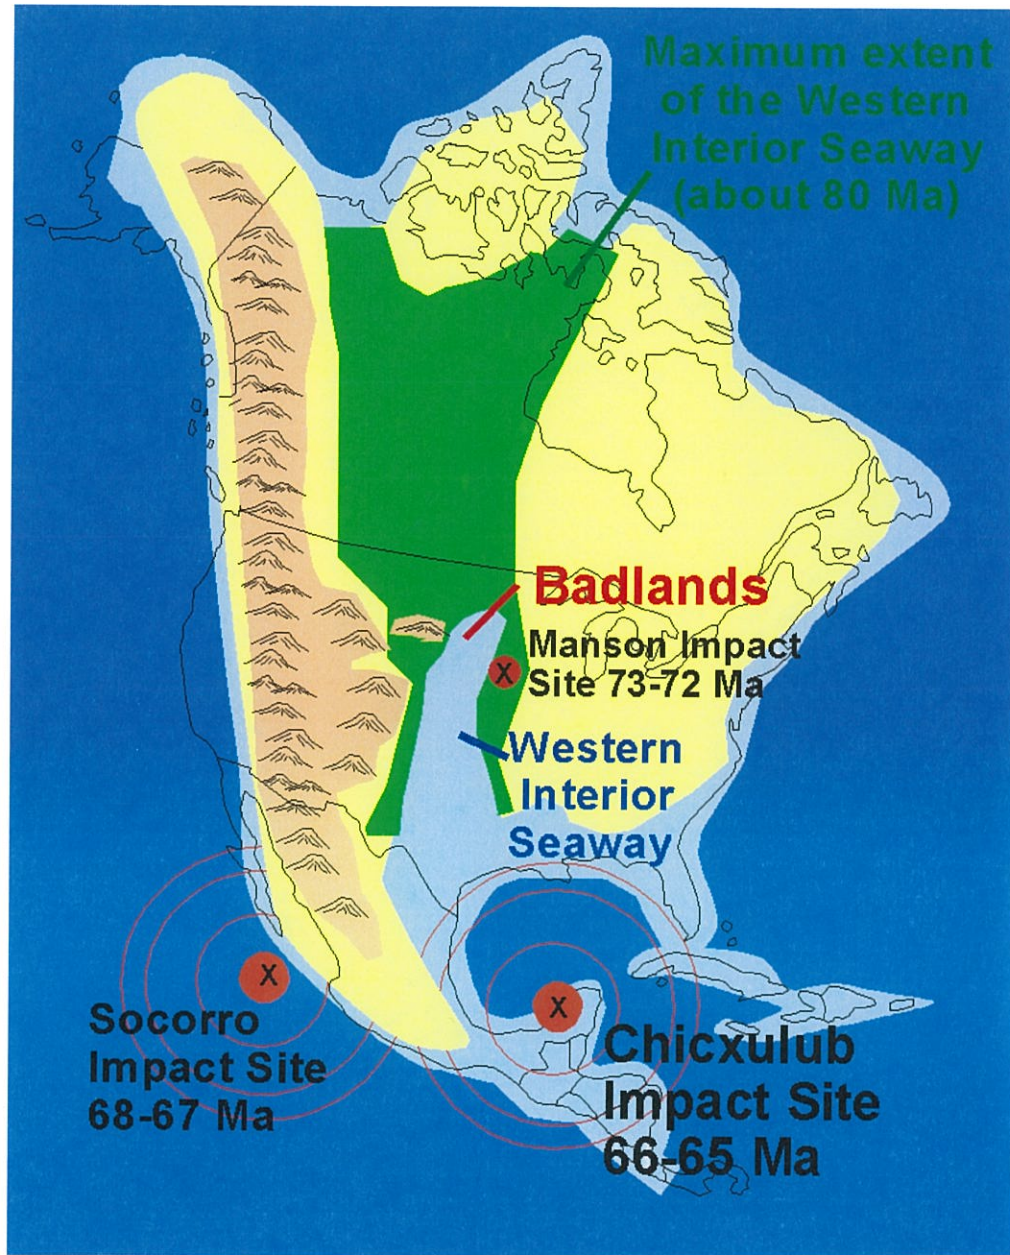 Maximum extent
of the Western
Interior Seaway
(about 80 Ma)
Badlands
Manson Impact
Site 73-72 Ma
X
Western
Interior
Seaway
X
Socorro
Impact Site
68-67 Ma
X
Chicxulub
Impact Site
66-65 Ma